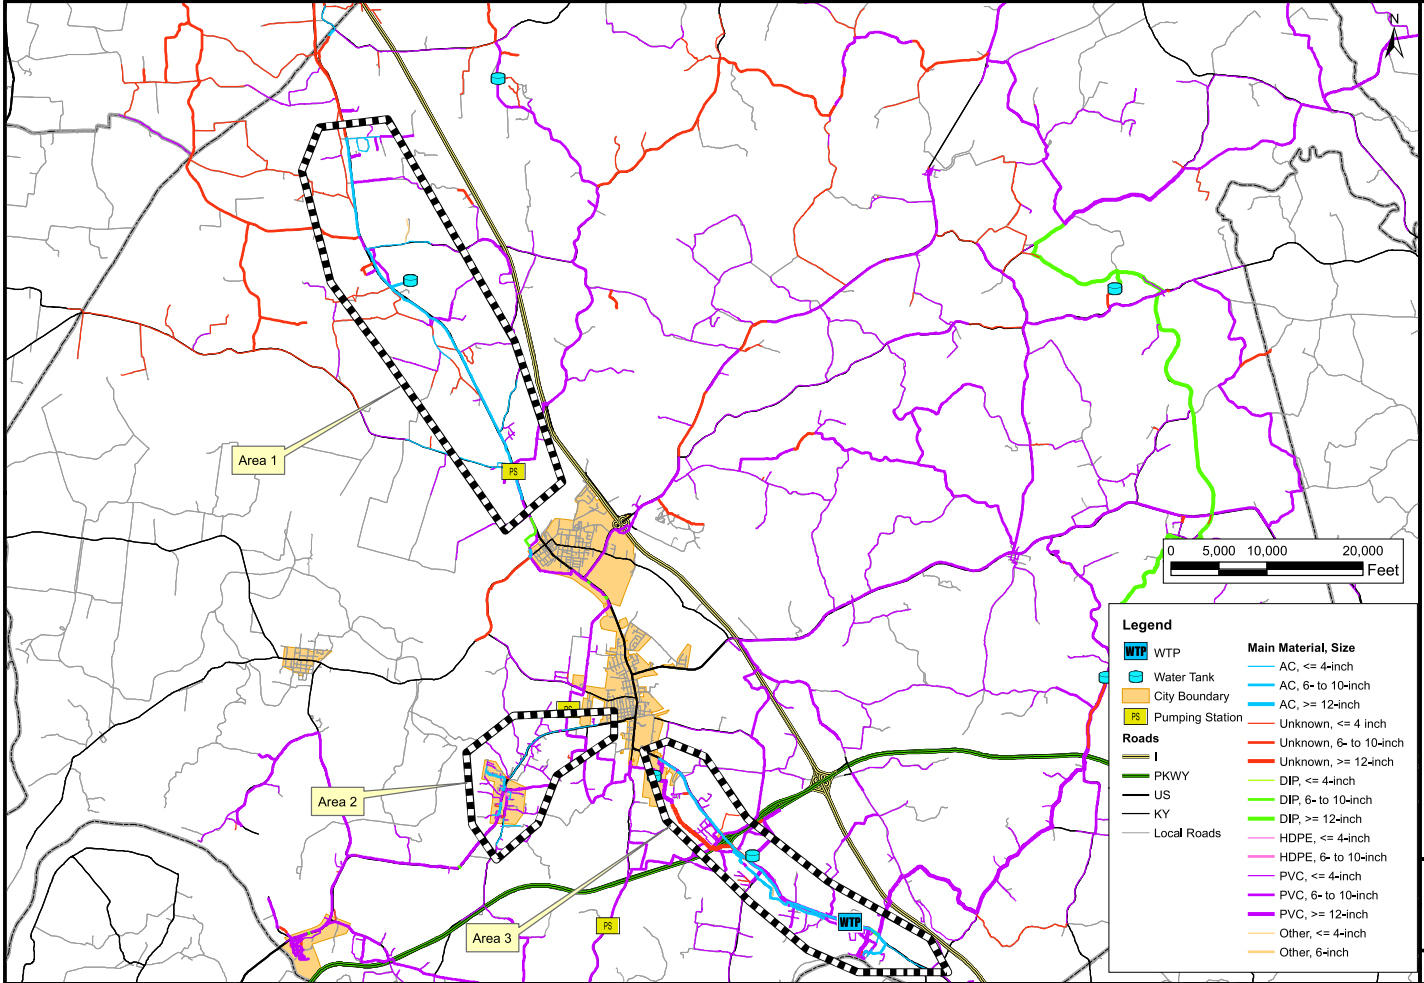 N
Area 1
PS
0 5,000 10,000 20,000
Feet
PS
Area 2
Area 3
PS
WTP
Legend
WTP WTP
Water Tank
City Boundary
PS Pumping Station
Roads
I
PKWY
US
KY
Local Roads
Main Material, Size
AC, <= 4-inch
AC, 6- to 10-inch
AC, >= 12-inch
Unknown, <= 4 inch
Unknown, 6- to 10-inch
Unknown, >= 12-inch
DIP, <= 4-inch
DIP, 6- to 10-inch
DIP, >= 12-inch
HDPE, <= 4-inch
HDPE, 6- to 10-inch
PVC, <= 4-inch
PVC, 6- to 10-inch
PVC, >= 12-inch
Other, <= 4-inch
Other, 6-inch